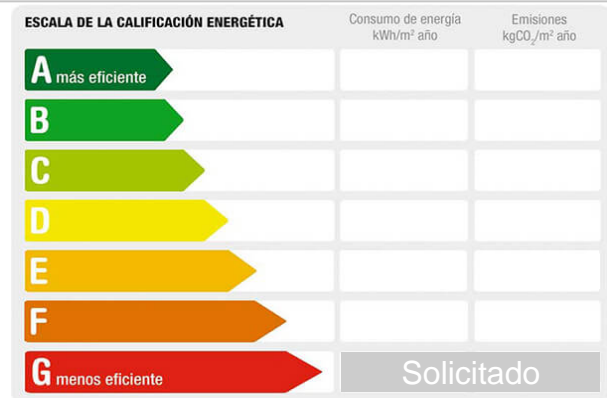 ESCALA DE LA CALIFICACIÓN ENERGÉTICA
Consumo de energía
kWh/m² año
Emisiones
kgCO₂/m² año
A más eficiente
B
C
D
E
F
G menos eficiente
Solicitado